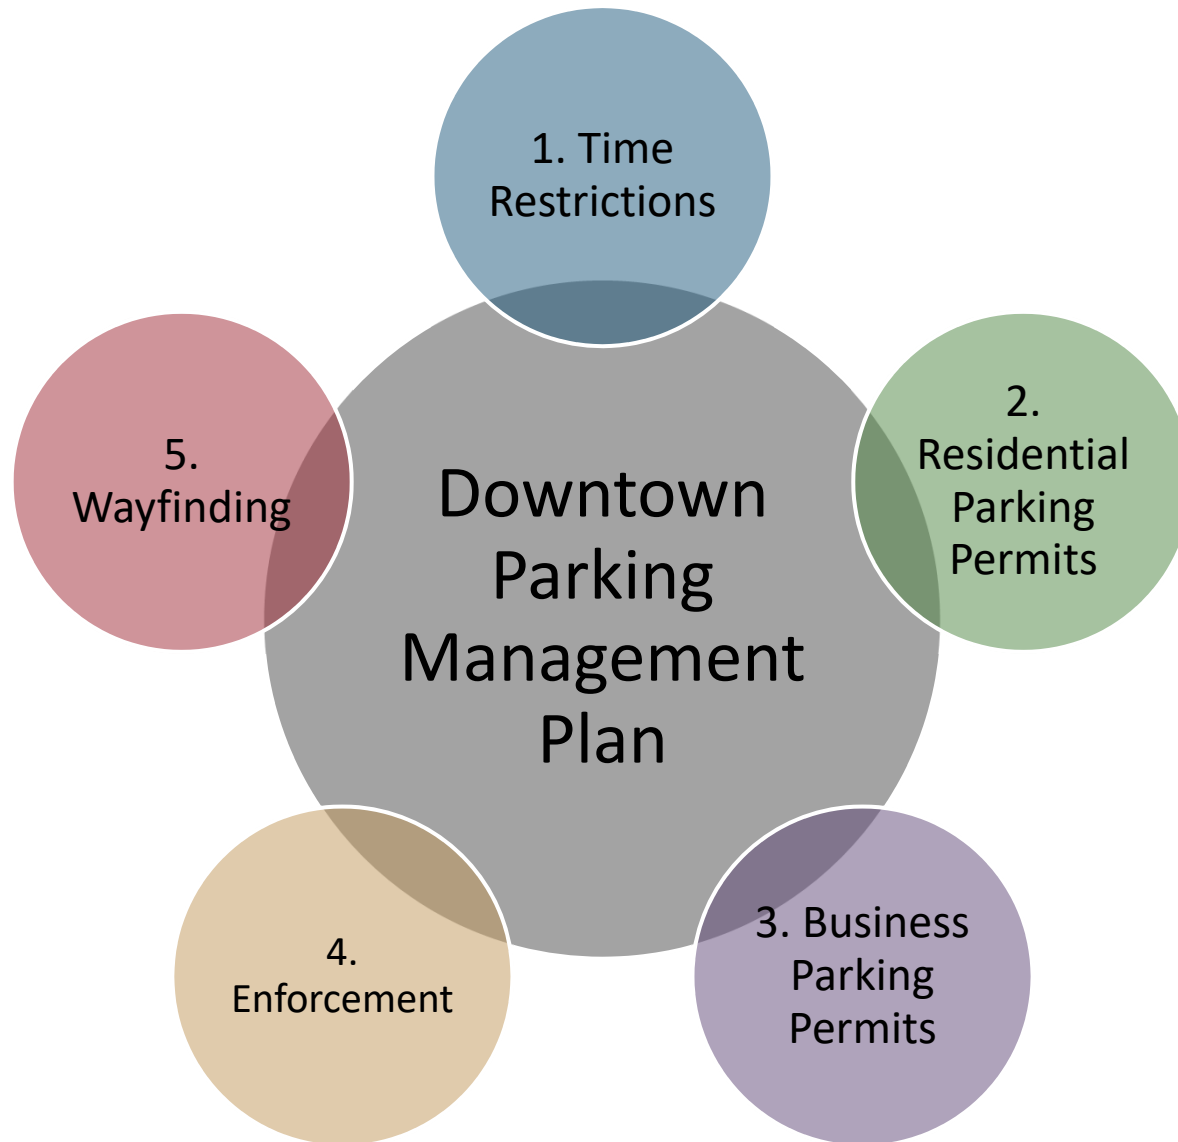 1. Time
Restrictions
2.
Residential
Parking
Permits
3. Business
Parking
Permits
4.
Enforcement
5.
Wayfinding
Downtown
Parking
Management
Plan